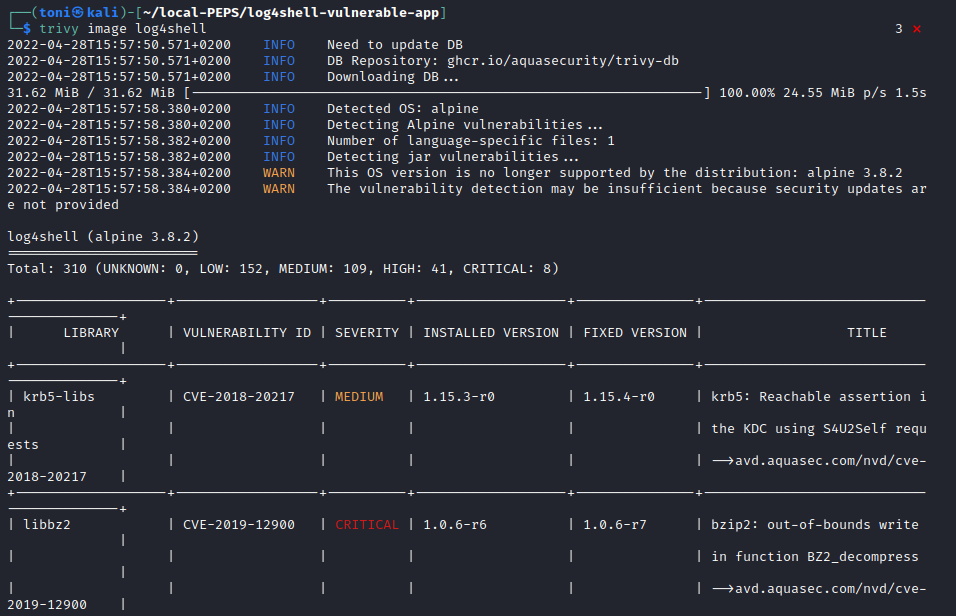 ┌──(toni㉿kali)-[~/local-PEPS/log4shell-vulnerable-app]
└─$ trivy image log4shell 3 ⨯
2022-04-28T15:57:50.571+0200 INFO Need to update DB
2022-04-28T15:57:50.571+0200 INFO DB Repository: ghcr.io/aquasecurity/trivy-db
2022-04-28T15:57:50.571+0200 INFO Downloading DB...
31.62 MiB / 31.62 MiB [----------------------------------------------------------------] 100.00% 24.55 MiB p/s 1.5s
2022-04-28T15:57:58.380+0200 INFO Detected OS: alpine
2022-04-28T15:57:58.380+0200 INFO Detecting Alpine vulnerabilities...
2022-04-28T15:57:58.382+0200 INFO Number of language-specific files: 1
2022-04-28T15:57:58.382+0200 INFO Detecting jar vulnerabilities...
2022-04-28T15:57:58.384+0200 WARN This OS version is no longer supported by the distribution: alpine 3.8.2
2022-04-28T15:57:58.384+0200 WARN The vulnerability detection may be insufficient because security updates ar
e not provided
log4shell (alpine 3.8.2)
========================
Total: 310 (UNKNOWN: 0, LOW: 152, MEDIUM: 109, HIGH: 41, CRITICAL: 8)
+-------------------+------------------+----------+-------------------+---------------+----------------------------
--------------+
| LIBRARY | VULNERABILITY ID | SEVERITY | INSTALLED VERSION | FIXED VERSION | TITLE
|
+-------------------+------------------+----------+-------------------+---------------+----------------------------
--------------+
| krb5-libs | CVE-2018-20217 | MEDIUM | 1.15.3-r0 | 1.15.4-r0 | krb5: Reachable assertion i
n |
| | | | | | the KDC using S4U2Self requ
ests |
| | | | | | -->avd.aquasec.com/nvd/cve-
2018-20217 |
+-------------------+------------------+----------+-------------------+---------------+----------------------------
--------------+
| libbz2 | CVE-2019-12900 | CRITICAL | 1.0.6-r6 | 1.0.6-r7 | bzip2: out-of-bounds write
|
| | | | | | in function BZ2_decompress
|
| | | | | | -->avd.aquasec.com/nvd/cve-
2019-12900 |